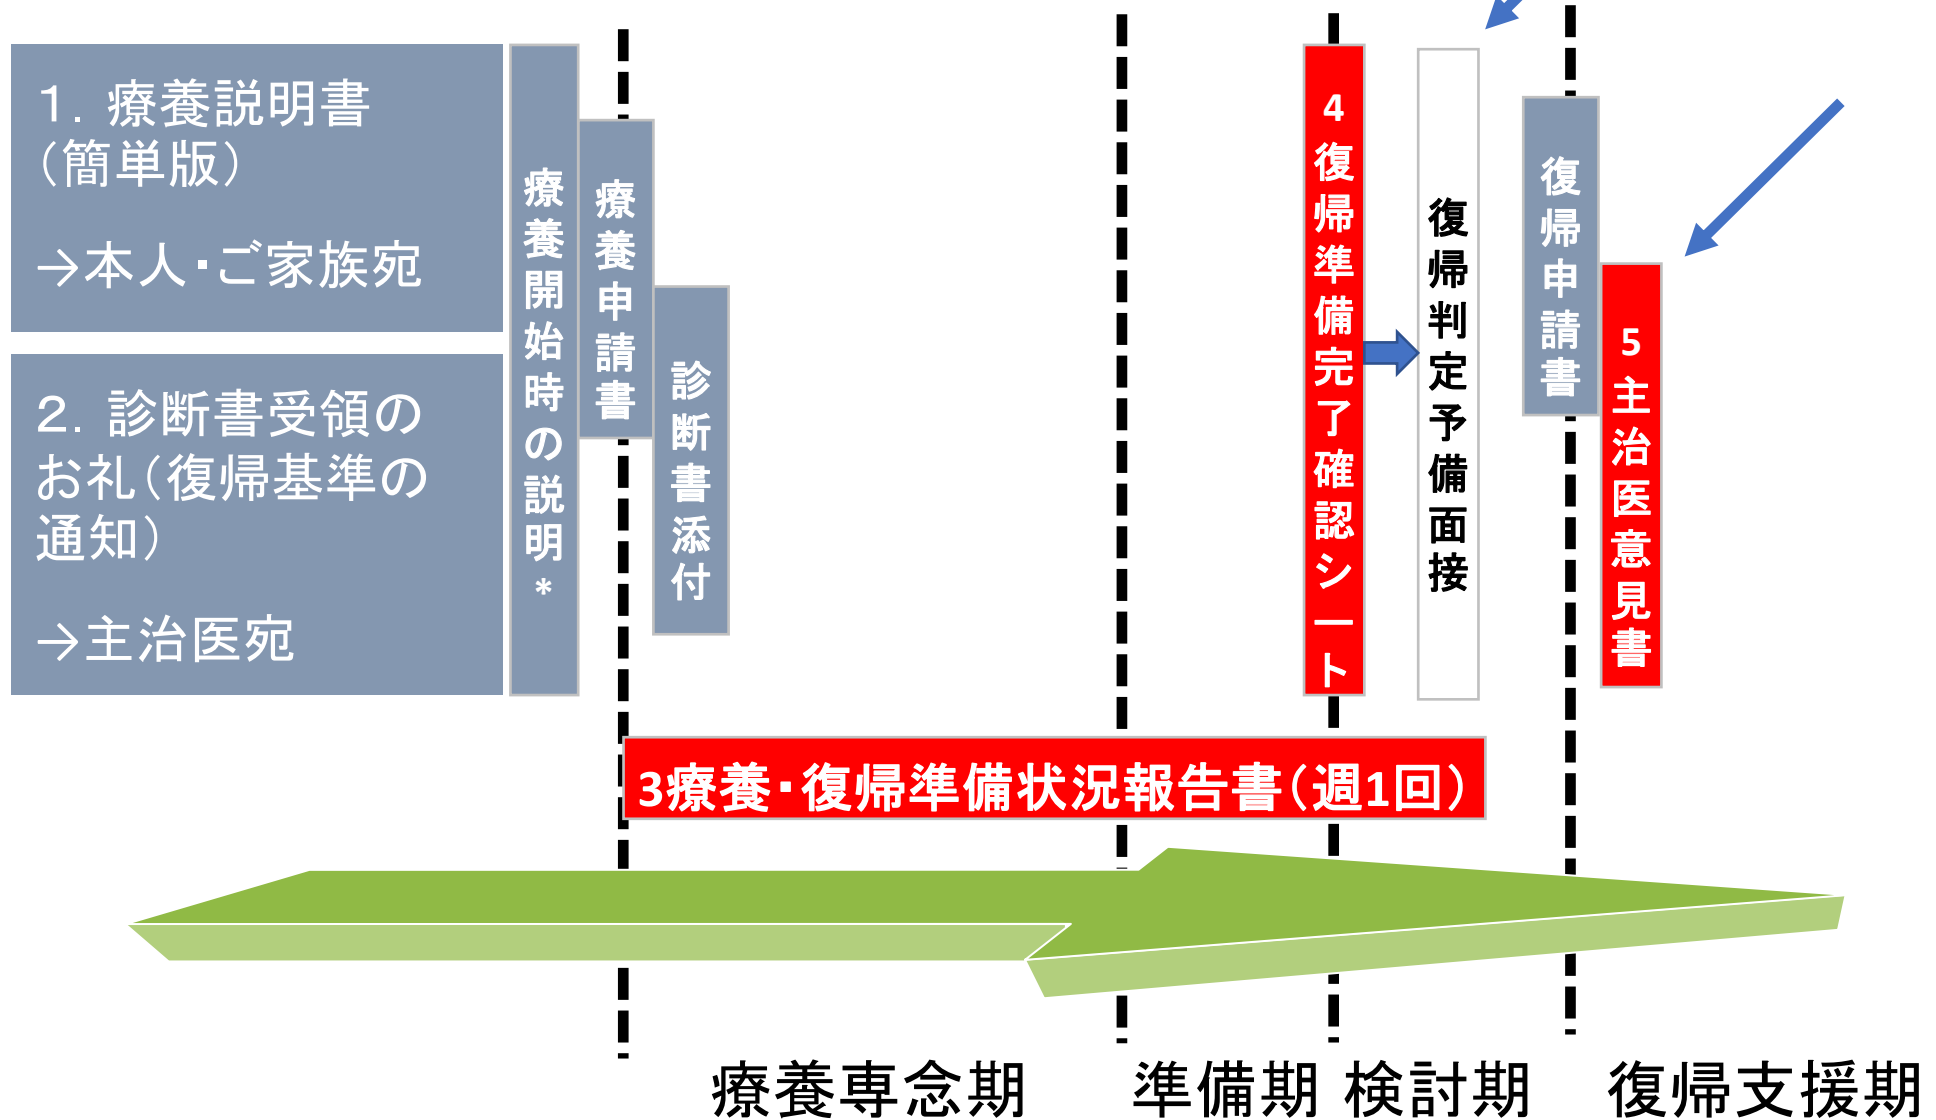 １．療養説明書
（簡単版）
→本人・ご家族宛
２．診断書受領の
お礼（復帰基準の
通知）
→主治医宛
療養開始時の説明*
療養申請書
診断書添付
4復帰準備完了確認シート
復帰判定予備面接
復帰申請書
5主治医意見書
3療養・復帰準備状況報告書（週1回）
療養専念期
準備期
検討期
復帰支援期